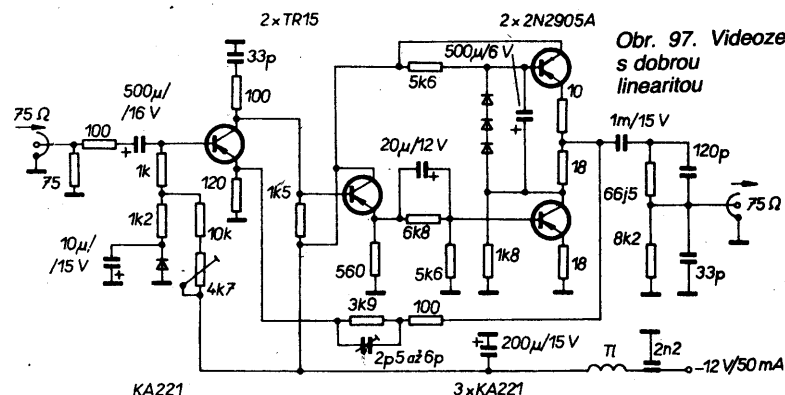 2 x TR15
2 x 2N2905A
Obr. 97. Videoze
s dobrou
linearitou
33p
100
500µ/6 V
5k6
10
1m/15 V
500µ/
/16 V
75 Ω
100
75
1k
120
1k5
20µ/12 V
6k8
18
120p
66j5
75 Ω
1k2
10k
10µ/
/15 V
4k7
560
5k6
1k8
18
8k2
33p
3k9
100
2p5 až 6p
200µ/15 V
Tl
2n2
-12 V/50 mA
KA221
3 x KA221